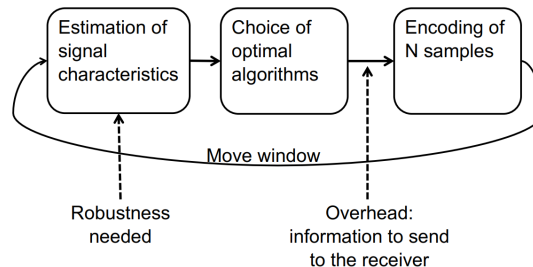 Estimation of
signal
characteristics
Choice of
optimal
algorithms
Encoding of
N samples
Move window
Robustness
needed
Overhead:
information to send
to the receiver